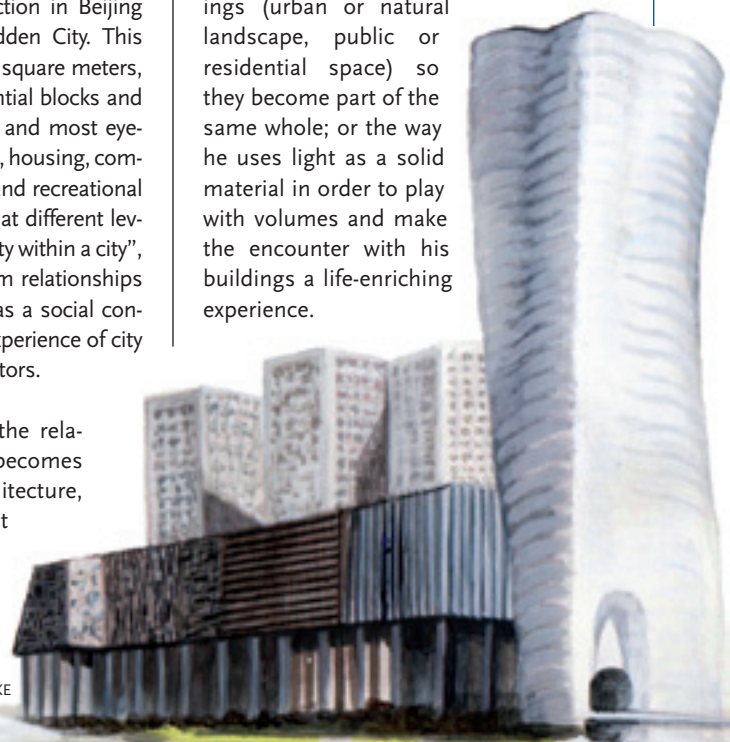 ction in Beijing
dden City. This
square meters,
ntial blocks and
and most eye-
, housing, com-
and recreational
at different lev-
ty within a city”,
m relationships
as a social con-
xperience of city
tors.
the rela-
becomes
itecture,
t
KE
ings (urban or natural
landscape, public or
residential space) so
they become part of the
same whole; or the way
he uses light as a solid
material in order to play
with volumes and make
the encounter with his
buildings a life-enriching
experience.